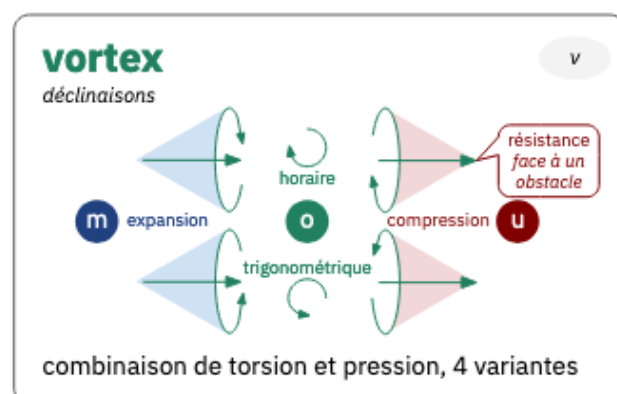 vortex
v
déclinaisons
résistance
face à un
obstacle
horaire
m
expansion
o
compression
u
trigonométrique
combinaison de torsion et pression, 4 variantes